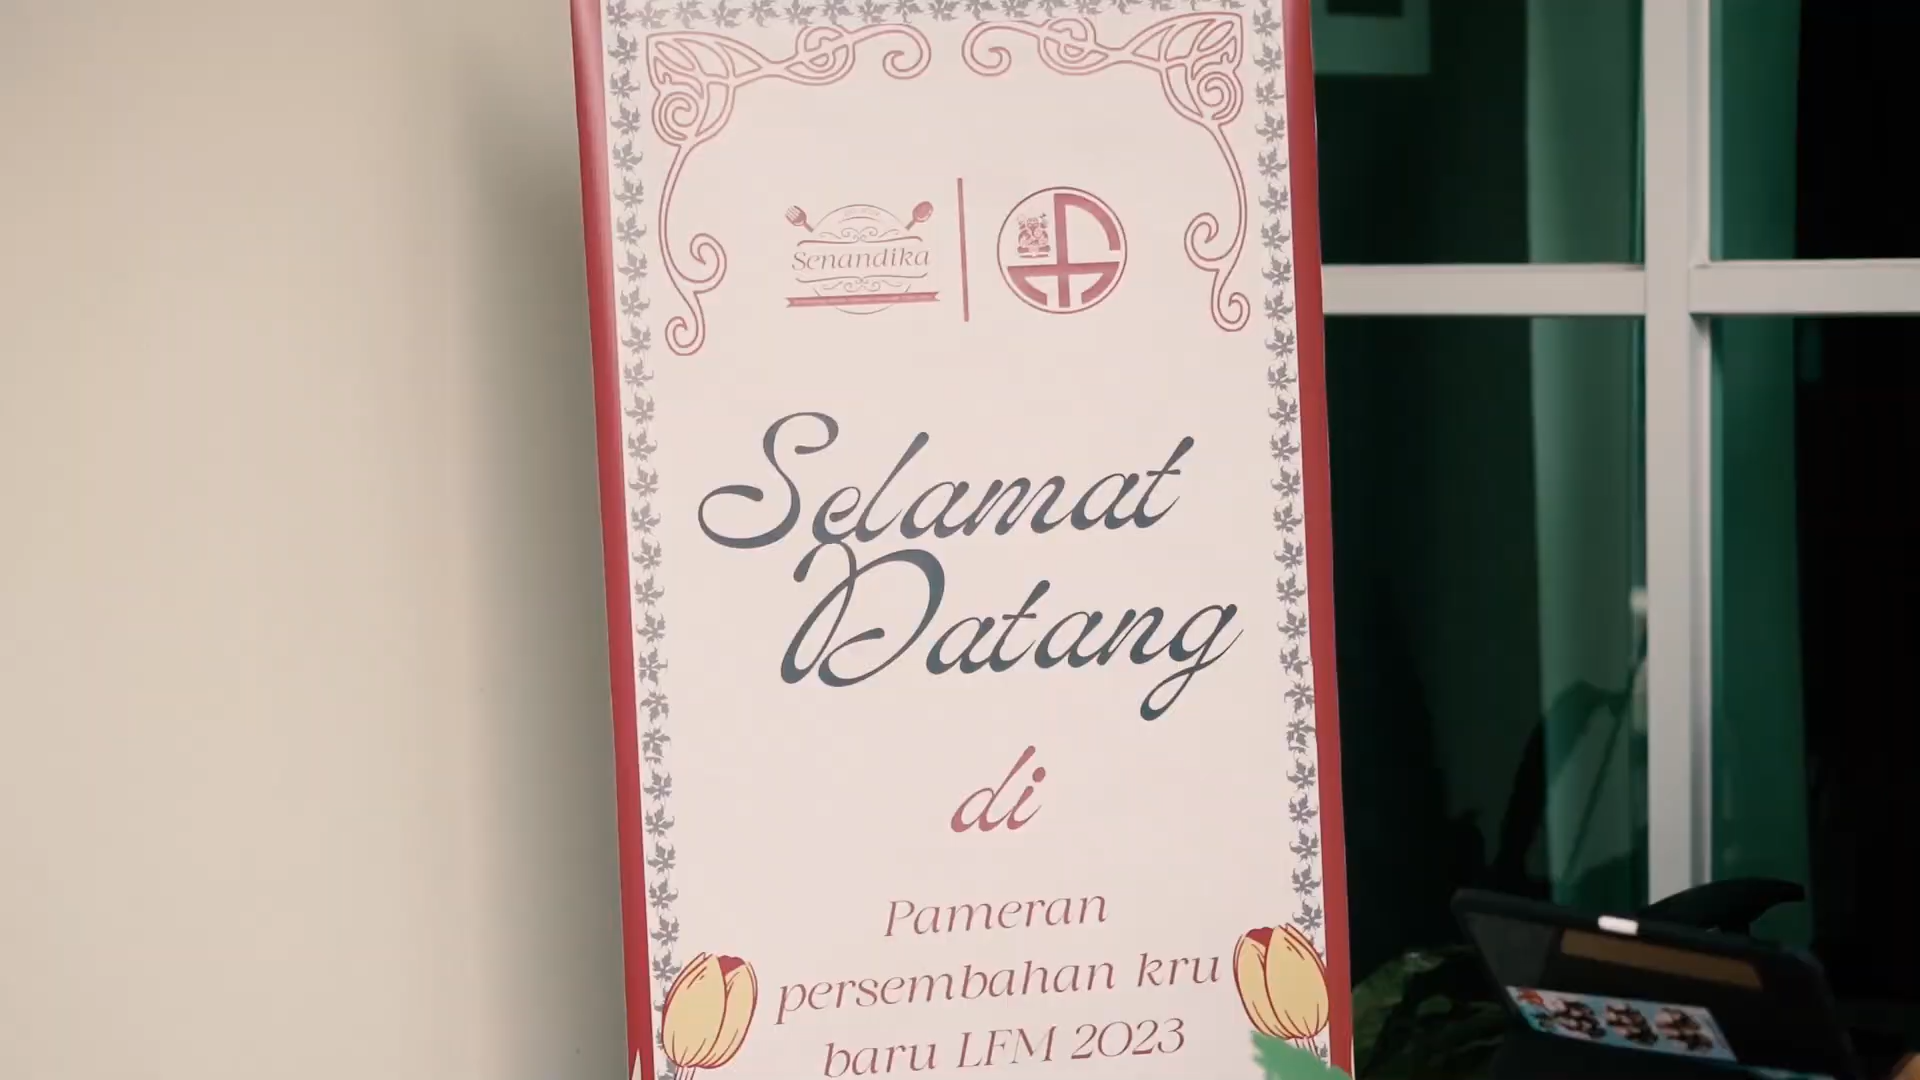 Senandika
Selamat
Datang
di
Pameran
persembahan kru
baru LFM 2023